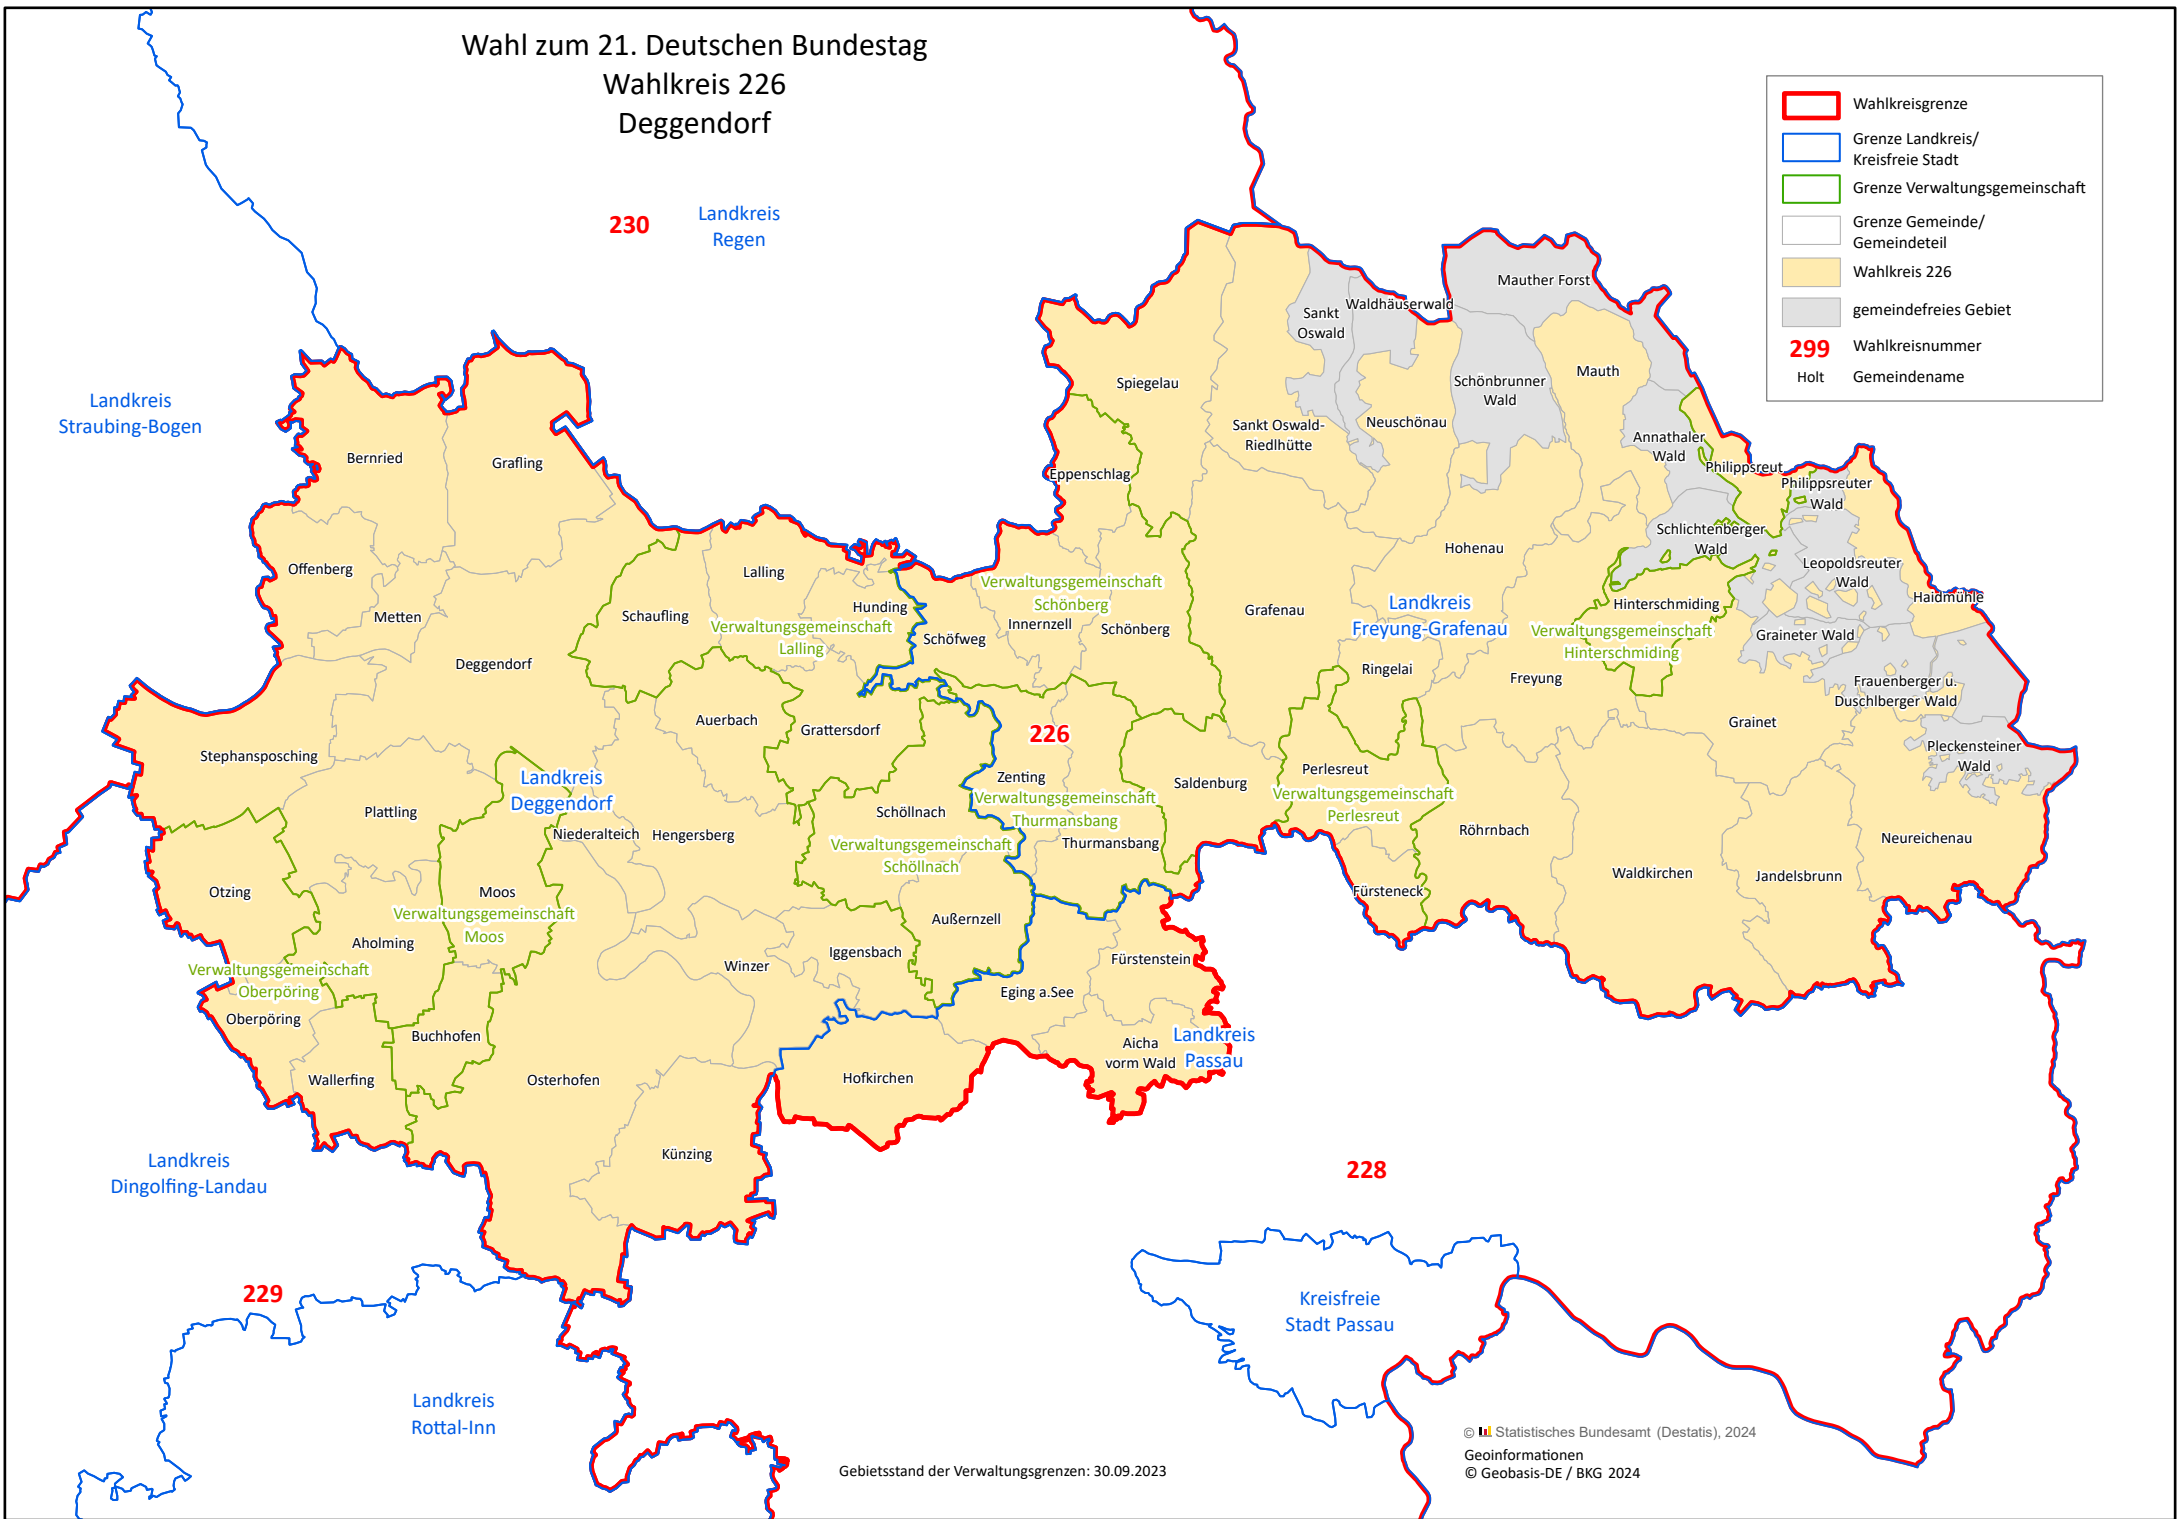 Wahl zum 21. Deutschen Bundestag
Wahlkreis 226
Deggendorf
Wahlkreisgrenze
Grenze Landkreis/
Kreisfreie Stadt
Grenze Verwaltungsgemeinschaft
Grenze Gemeinde/
Gemeindeteil
Wahlkreis 226
gemeindefreies Gebiet
299 Wahlkreisnummer
Holt Gemeindename
230
Landkreis
Regen
Landkreis
Straubing-Bogen
Mauther Forst
Waldhäuserwald
Sankt
Oswald
Spiegelau
Schönbrunner
Wald
Mauth
Sankt Oswald-
Riedlhütte
Neuschönau
Annathaler
Wald
Philippsreut
Philippsreuter
Wald
Bernried
Grafling
Eppenschlag
Schlichtenberger
Wald
Hohenau
Leopoldsreuter
Wald
Haidmühle
Offenberg
Metten
Lalling
Hunding
Schaufling
Verwaltungsgemeinschaft
Lalling
Verwaltungsgemeinschaft
Schönberg
Innernzell
Schönberg
Schöfweg
Grafenau
Landkreis
Freyung-Grafenau
Hinterschmiding
Verwaltungsgemeinschaft
Hinterschmiding
Graineter Wald
Deggendorf
Ringelai
Freyung
Frauenberger u.
Duschlberger Wald
Grainet
Auerbach
Grattersdorf
226
Pleckensteiner
Wald
Stephansposching
Landkreis
Deggendorf
Zenting
Verwaltungsgemeinschaft
Thurmansbang
Thurmansbang
Saldenburg
Perlesreut
Verwaltungsgemeinschaft
Perlesreut
Plattling
Niederalteich
Hengersberg
Schöllnach
Verwaltungsgemeinschaft
Schöllnach
Röhrnbach
Neureichenau
Waldkirchen
Jandelsbrunn
Fürsteneck
Otzing
Moos
Verwaltungsgemeinschaft
Moos
Außernzell
Aholming
Iggensbach
Winzer
Fürstenstein
Verwaltungsgemeinschaft
Oberpöring
Oberpöring
Eging a.See
Buchhofen
Aicha
vorm Wald
Landkreis
Passau
Wallerfing
Osterhofen
Hofkirchen
Künzing
Landkreis
Dingolfing-Landau
228
229
Kreisfreie
Stadt Passau
Landkreis
Rottal-Inn
Gebietsstand der Verwaltungsgrenzen: 30.09.2023
© Statistisches Bundesamt (Destatis), 2024
Geoinformationen
© Geobasis-DE / BKG 2024